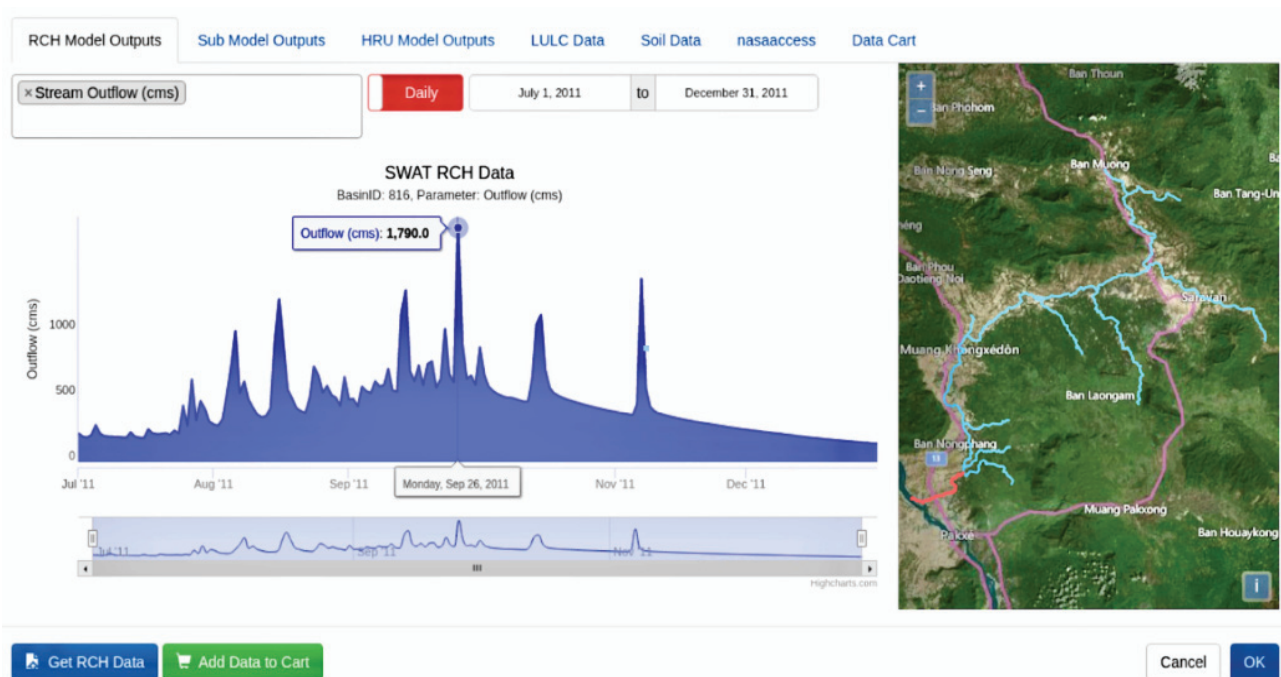 RCH Model Outputs Sub Model Outputs HRU Model Outputs LULC Data Soil Data nasaaccess Data Cart
×Stream Outflow (cms)
Daily July 1, 2011 to December 31, 2011
SWAT RCH Data
BasinID: 816, Parameter: Outflow (cms)
Outflow (cms): 1,790.0
Outflow (cms)
1000
500
0
Jul '11 Aug '11 Sep '11 Monday, Sep 26, 2011 Nov '11 Dec '11
Jul '11 Sep '11 Nov '11
Highcharts.com
+
−
Ban Thoun
Ban Phohom
Ban Nong Seng
Ban Muong
Ban Tang-Un
Ban Phou
Daotieng Noi
Saravan
Muang Khôngxédôn
Ban Laongam
Ban Nongphang
13
Muang Pakxong
Pakxe
Ban Houaykong
i
Get RCH Data Add Data to Cart Cancel OK